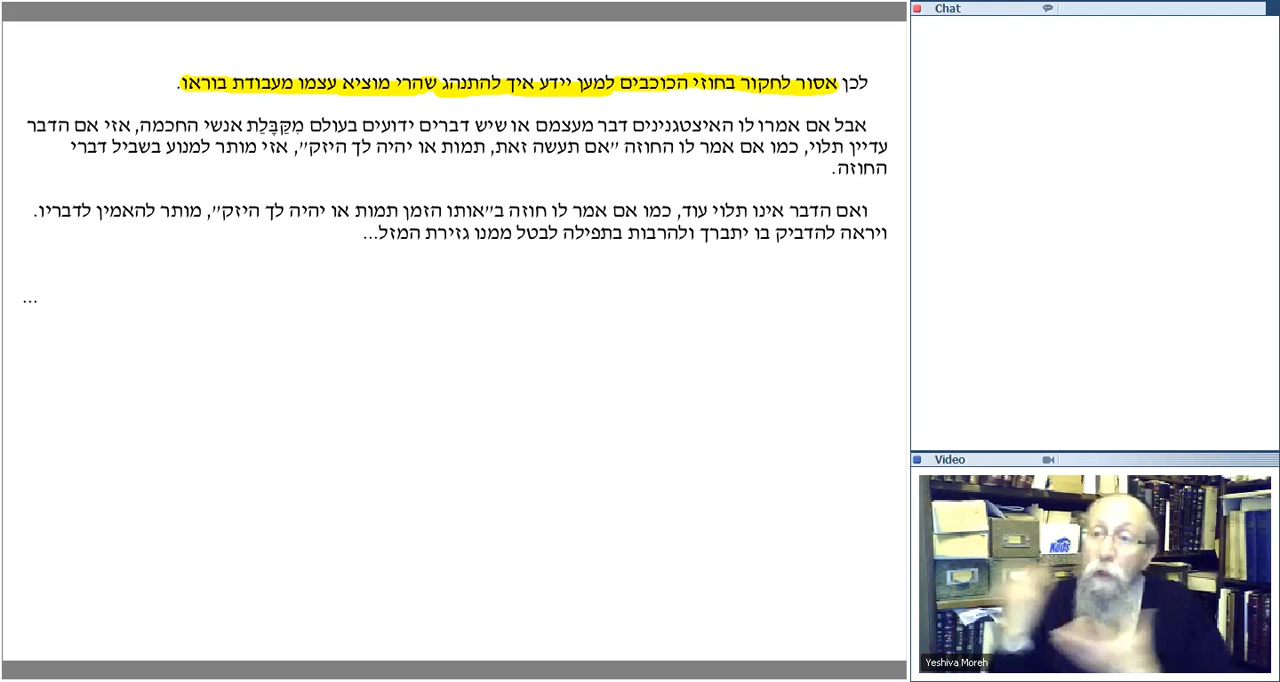 לכן אסור לחקור בחוזי הכוכבים למען יידע איך להתנהג שהרי מוציא עצמו מעבודת בוראו.
אבל אם אמרו לו האיצטגנינים דבר מעצמם או שיש דברים ידועים בעולם מִקַּבָּלַת אנשי החכמה, אזי אם הדבר
עדיין תלוי, כמו אם אמר לו החוזה "אם תעשה זאת, תמות או יהיה לך היזק", אזי מותר למנוע בשביל דברי
החוזה.
ואם הדבר אינו תלוי עוד, כמו אם אמר לו חוזה ב"אותו הזמן תמות או יהיה לך היזק", מותר להאמין לדבריו.
ויראה להדביק בו יתברך ולהרבות בתפילה לבטל ממנו גזירת המזל...
...
Chat
Video
Keds
Yeshiva Moreh